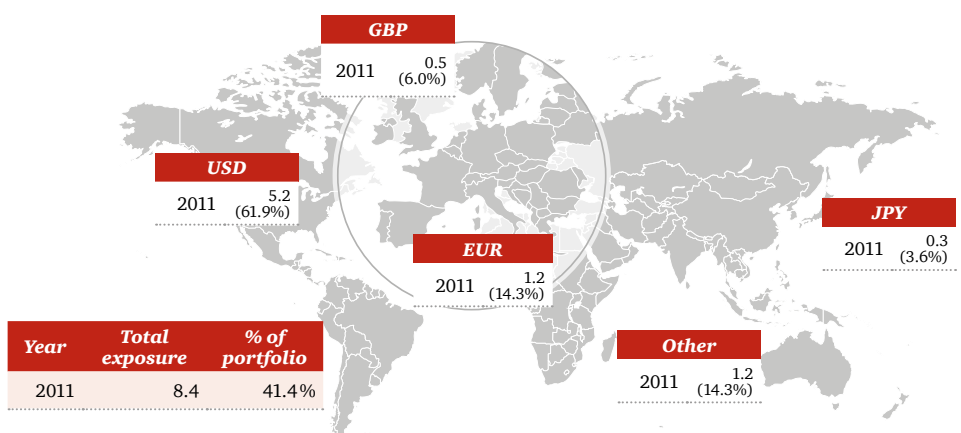 GBP
2011 0.5
(6.0%)
USD
2011 5.2
(61.9%)
JPY
2011 0.3
(3.6%)
EUR
2011 1.2
(14.3%)
Year Total exposure % of portfolio
2011 8.4 41.4%
Other
2011 1.2
(14.3%)